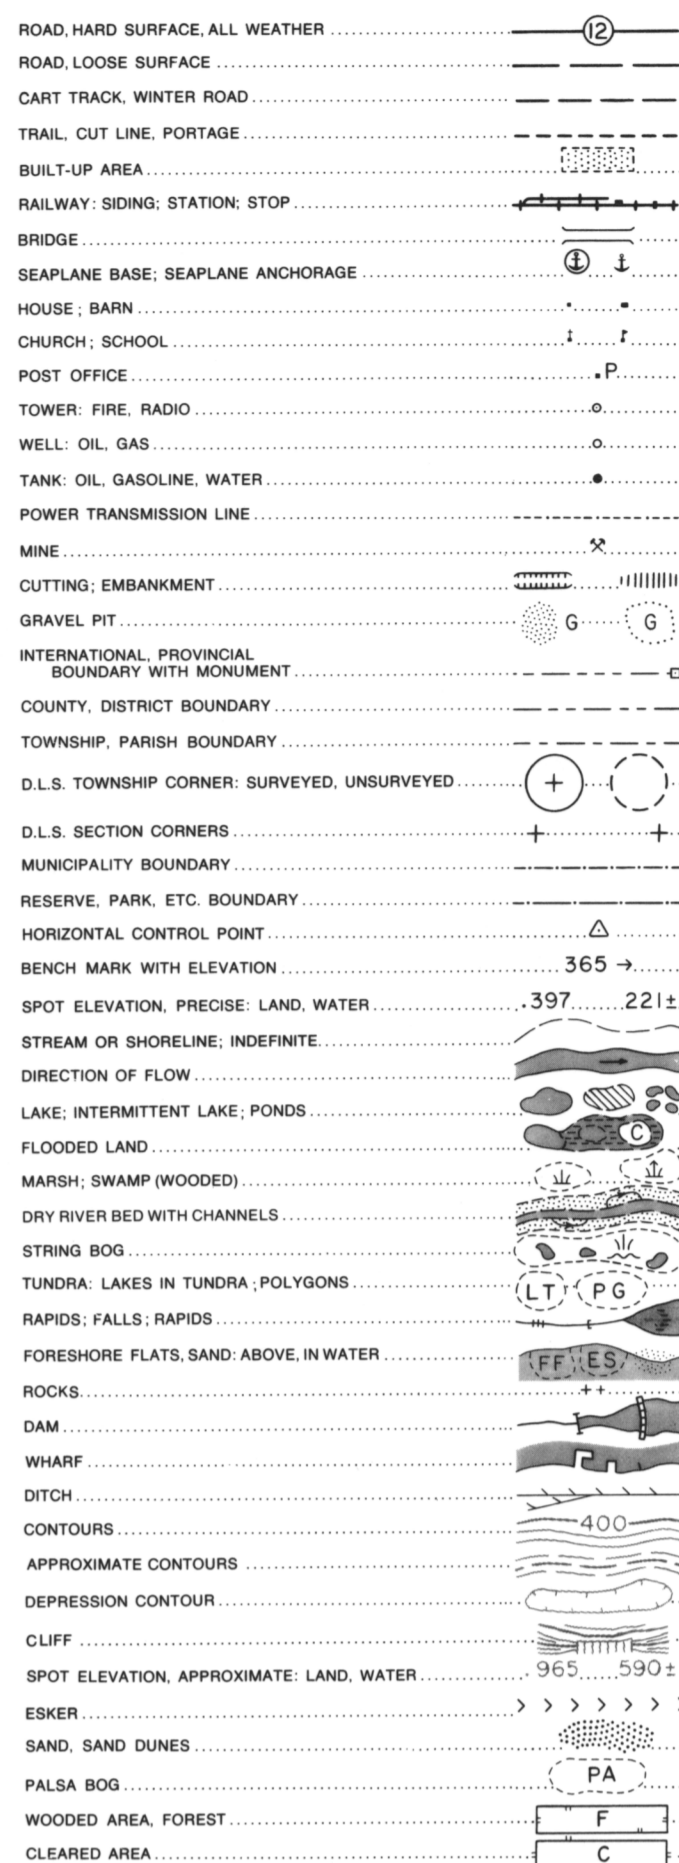 ROAD, HARD SURFACE, ALL WEATHER 12
ROAD, LOOSE SURFACE
CART TRACK, WINTER ROAD
TRAIL, CUT LINE, PORTAGE
BUILT-UP AREA
RAILWAY: SIDING; STATION; STOP
BRIDGE
SEAPLANE BASE; SEAPLANE ANCHORAGE
HOUSE; BARN
CHURCH; SCHOOL
POST OFFICE P
TOWER: FIRE, RADIO
WELL: OIL, GAS
TANK: OIL, GASOLINE, WATER
POWER TRANSMISSION LINE
MINE
CUTTING; EMBANKMENT
GRAVEL PIT G G
INTERNATIONAL, PROVINCIAL
BOUNDARY WITH MONUMENT
COUNTY, DISTRICT BOUNDARY
TOWNSHIP, PARISH BOUNDARY
D.L.S. TOWNSHIP CORNER: SURVEYED, UNSURVEYED
D.L.S. SECTION CORNERS
MUNICIPALITY BOUNDARY
RESERVE, PARK, ETC. BOUNDARY
HORIZONTAL CONTROL POINT
BENCH MARK WITH ELEVATION 365 →
SPOT ELEVATION, PRECISE: LAND, WATER .397 221±
STREAM OR SHORELINE; INDEFINITE
DIRECTION OF FLOW
LAKE; INTERMITTENT LAKE; PONDS
FLOODED LAND C
MARSH; SWAMP (WOODED)
DRY RIVER BED WITH CHANNELS
STRING BOG
TUNDRA: LAKES IN TUNDRA; POLYGONS LT PG
RAPIDS; FALLS; RAPIDS
FORESHORE FLATS, SAND: ABOVE, IN WATER FF ES
ROCKS
DAM
WHARF
DITCH
CONTOURS 400
APPROXIMATE CONTOURS
DEPRESSION CONTOUR
CLIFF
SPOT ELEVATION, APPROXIMATE: LAND, WATER .965 590±
ESKER
SAND, SAND DUNES
PALSA BOG PA
WOODED AREA, FOREST F
CLEARED AREA C